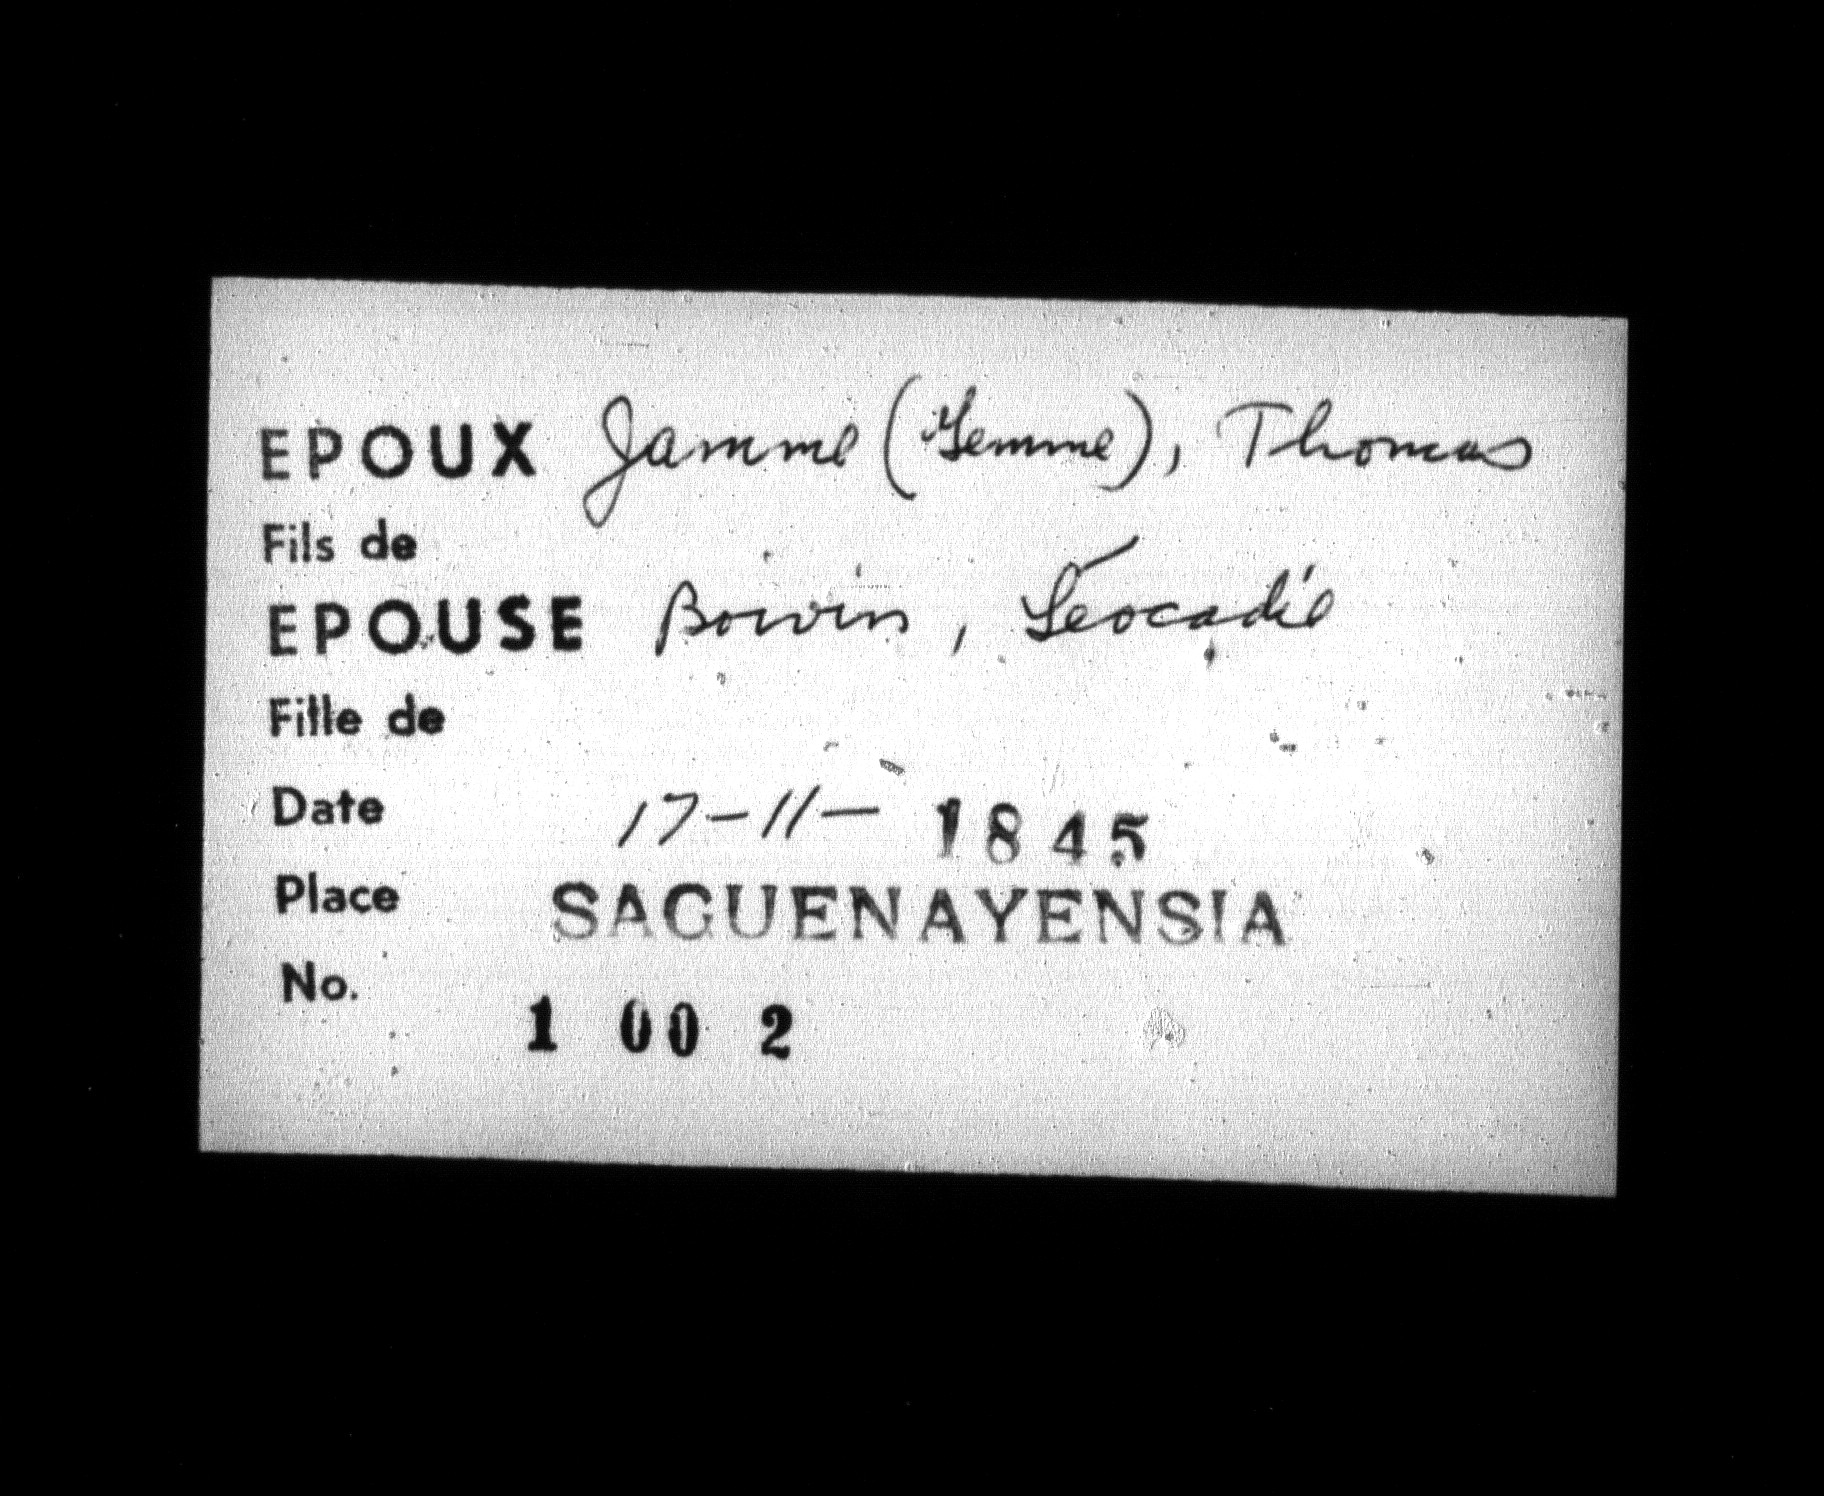 EPOUX Jamme (Gemme), Thomas
Fils de
EPOUSE Boivin, Léocadie
Fille de
Date 17-11- 1845
Place SAGUENAYENSIA
No.
1 00 2